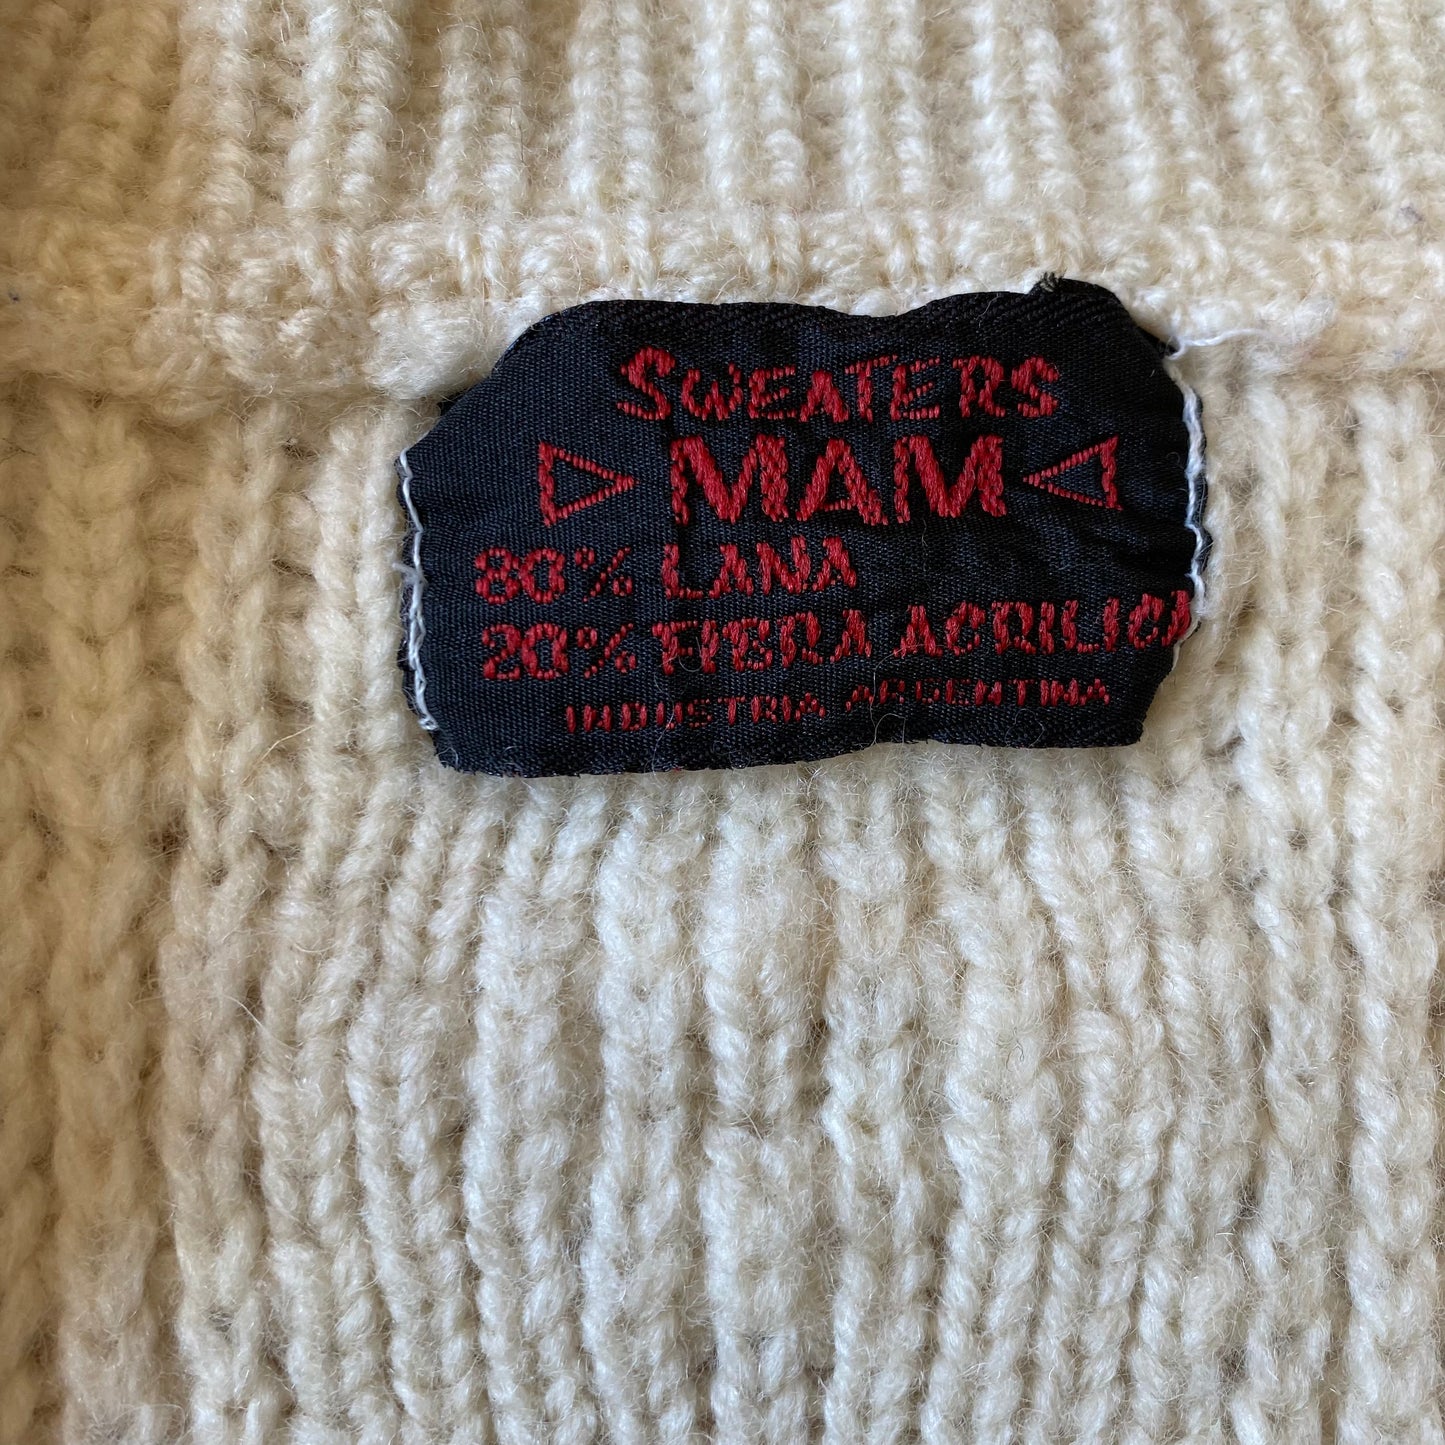 SWEATERS
MAM
80% LANA
20% FIBRA ACRILICA
INDUSTRIA ARGENTINA